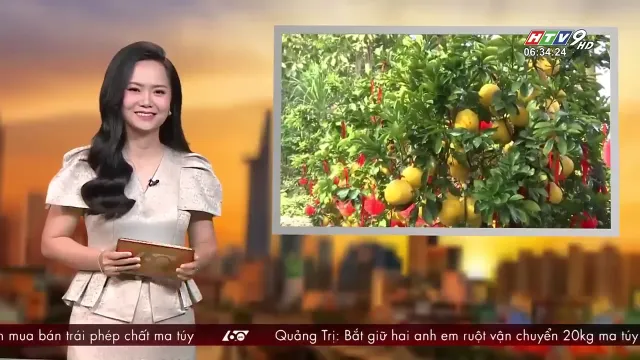 HTV9 HD
06:34:24
n mua bán trái phép chất ma túy 60 Quảng Trị: Bắt giữ hai anh em ruột vận chuyển 20kg ma túy